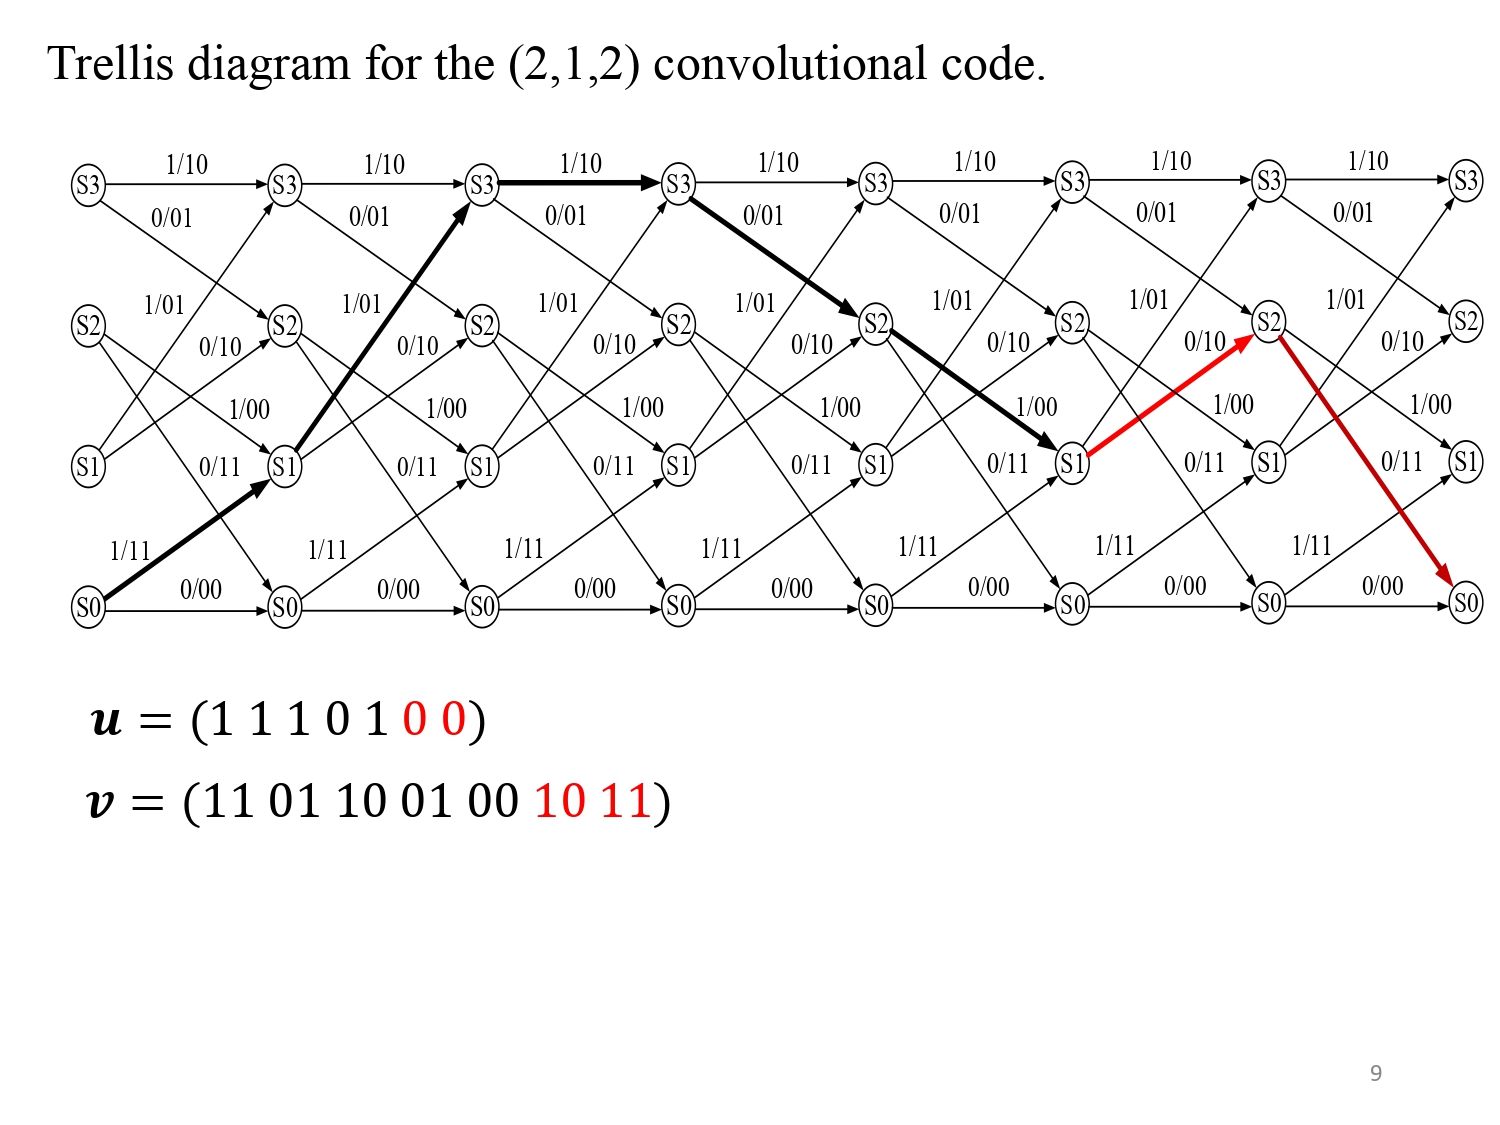 Trellis diagram for the (2,1,2) convolutional code.
1/10 1/10 1/10 1/10 1/10 1/10 1/10
S3 S3 S3 S3 S3 S3 S3 S3
0/01 0/01 0/01 0/01 0/01 0/01 0/01
1/01 1/01 1/01 1/01 1/01 1/01 1/01
S2 S2 S2 S2 S2 S2 S2 S2
0/10 0/10 0/10 0/10 0/10 0/10 0/10
1/00 1/00 1/00 1/00 1/00 1/00 1/00
S1 S1 S1 S1 S1 S1 S1 S1
0/11 0/11 0/11 0/11 0/11 0/11 0/11
1/11 1/11 1/11 1/11 1/11 1/11 1/11
0/00 0/00 0/00 0/00 0/00 0/00 0/00
S0 S0 S0 S0 S0 S0 S0 S0
𝒖 = (1 1 1 0 1 0 0)
𝒗 = (11 01 10 01 00 10 11)
9